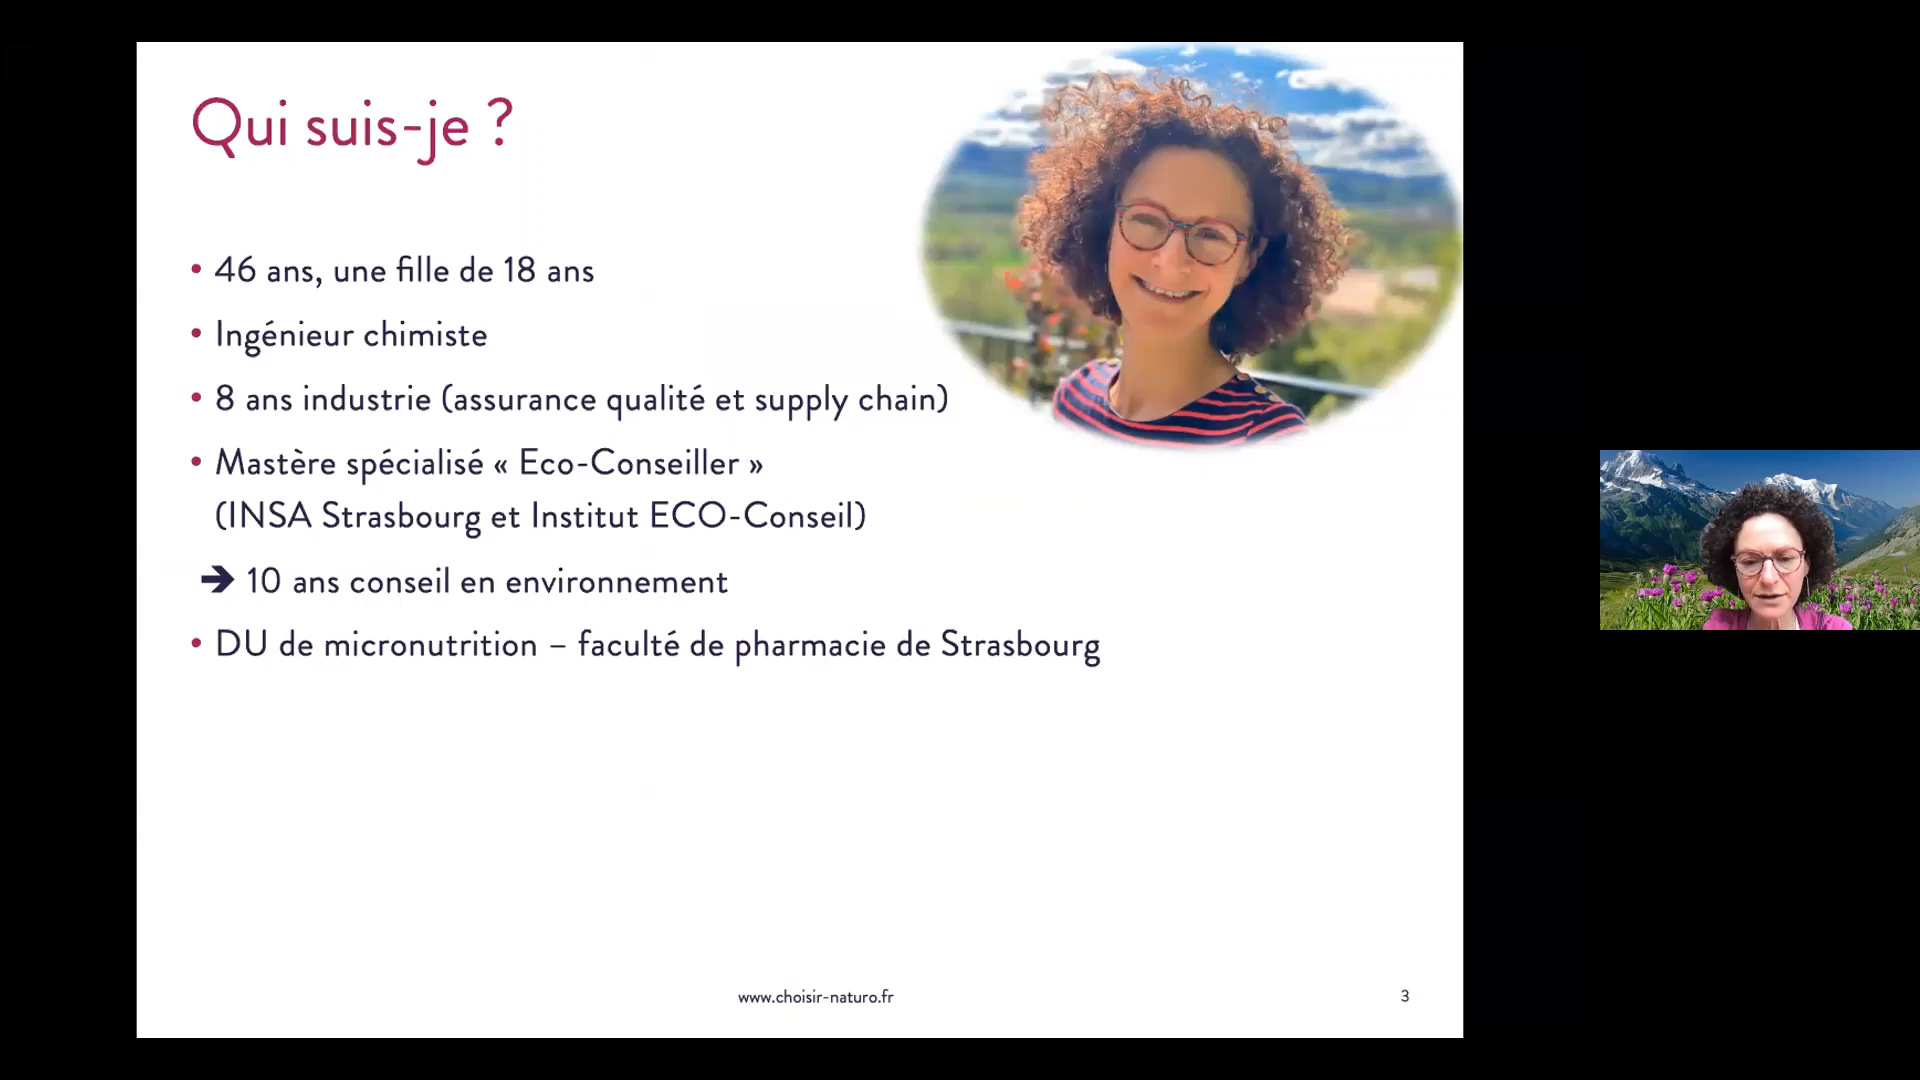 Qui suis-je ?
• 46 ans, une fille de 18 ans
• Ingénieur chimiste
• 8 ans industrie (assurance qualité et supply chain)
• Mastère spécialisé « Eco-Conseiller »
(INSA Strasbourg et Institut ECO-Conseil)
➔ 10 ans conseil en environnement
• DU de micronutrition – faculté de pharmacie de Strasbourg
www.choisir-naturo.fr
3